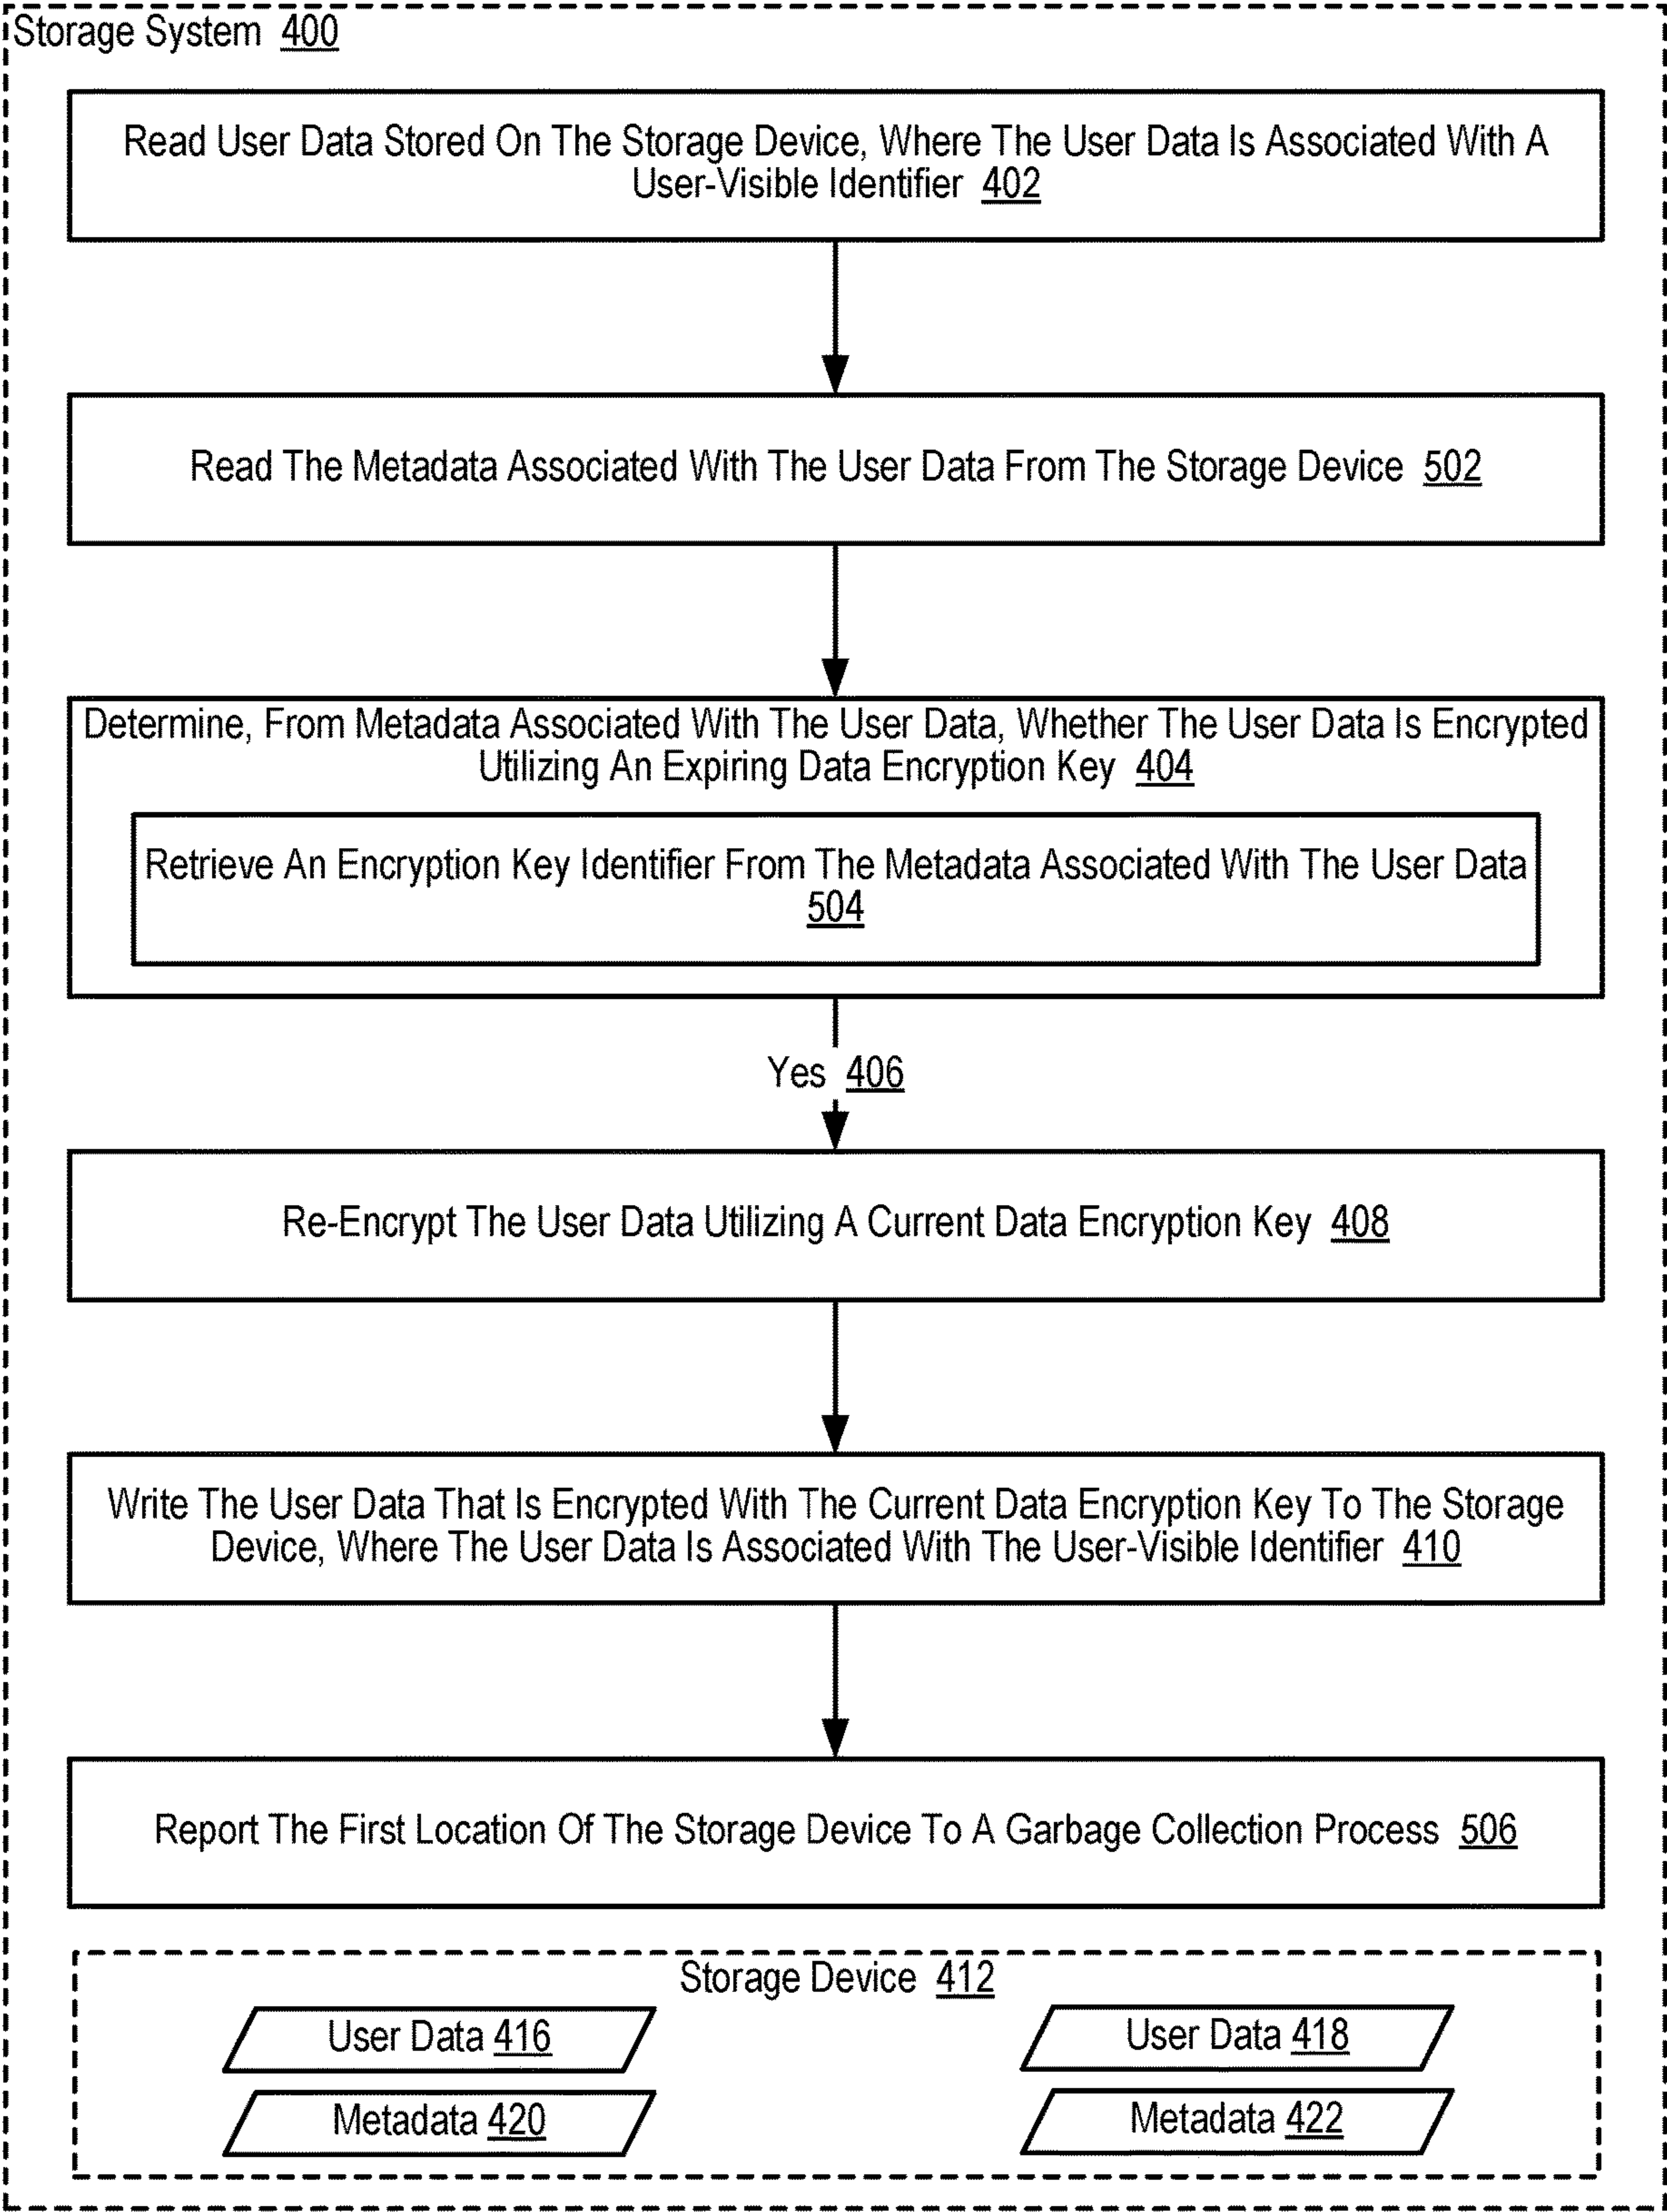 Storage System 400
Read User Data Stored On The Storage Device, Where The User Data Is Associated With A
User-Visible Identifier 402
Read The Metadata Associated With The User Data From The Storage Device 502
Determine, From Metadata Associated With The User Data, Whether The User Data Is Encrypted
Utilizing An Expiring Data Encryption Key 404
Retrieve An Encryption Key Identifier From The Metadata Associated With The User Data
504
Yes 406
Re-Encrypt The User Data Utilizing A Current Data Encryption Key 408
Write The User Data That Is Encrypted With The Current Data Encryption Key To The Storage
Device, Where The User Data Is Associated With The User-Visible Identifier 410
Report The First Location Of The Storage Device To A Garbage Collection Process 506
Storage Device 412
User Data 416
User Data 418
Metadata 420
Metadata 422